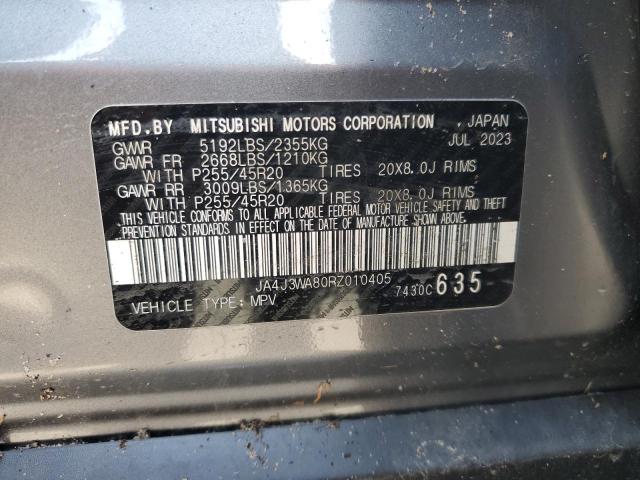 MFD.BY MITSUBISHI MOTORS CORPORATION . JAPAN
GVWR 5192LBS/2355KG JUL 2023
GAWR FR 2668LBS/1210KG
WITH P255/45R20 TIRES 20X8.0J RIMS
GAWR RR 3009LBS/1365KG
WITH P255/45R20 TIRES 20X8.0J RIMS
THIS VEHICLE CONFORMS TO ALL APPLICABLE FEDERAL MOTOR VEHICLE SAFETY AND THEFT
PREVENTION STANDARDS IN EFFECT ON THE DATE OF MANUFACTURE SHOWN ABOVE.
JA4J3WA80RZ010405
VEHICLE TYPE: MPV 7430C 635